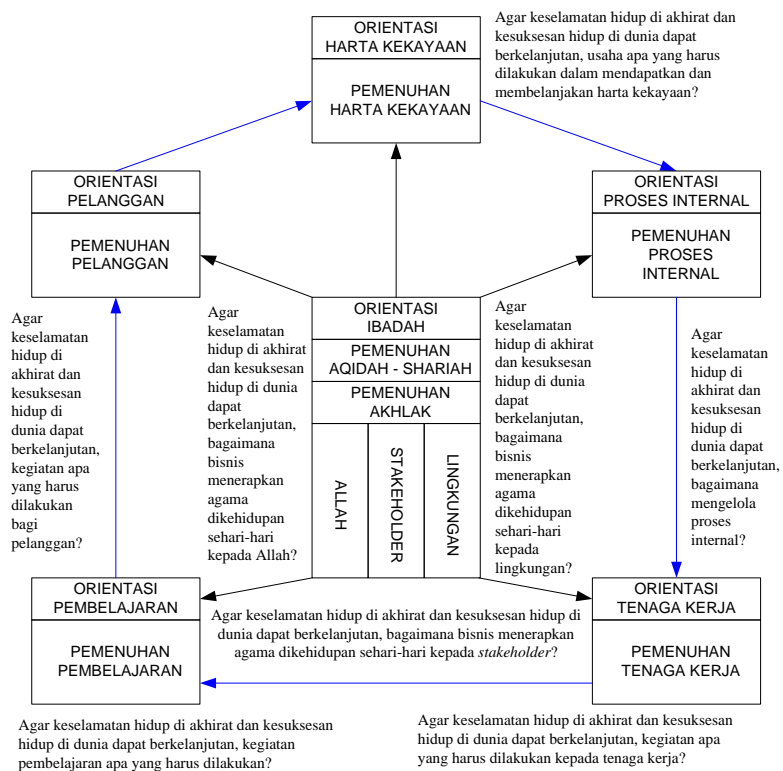 ORIENTASI
HARTA KEKAYAAN
PEMENUHAN
HARTA KEKAYAAN
Agar keselamatan hidup di akhirat dan
kesuksesan hidup di dunia dapat
berkelanjutan, usaha apa yang harus
dilakukan dalam mendapatkan dan
membelanjakan harta kekayaan?
ORIENTASI
PELANGGAN
PEMENUHAN
PELANGGAN
ORIENTASI
PROSES INTERNAL
PEMENUHAN
PROSES
INTERNAL
Agar
keselamatan
hidup di
akhirat dan
kesuksesan
hidup di
dunia dapat
berkelanjutan,
kegiatan apa
yang harus
dilakukan
bagi
pelanggan?
Agar
keselamatan
hidup di akhirat
dan kesuksesan
hidup di dunia
dapat
berkelanjutan,
bagaimana
bisnis
menerapkan
agama
dikehidupan
sehari-hari
kepada Allah?
ORIENTASI
IBADAH
PEMENUHAN
AQIDAH - SHARIAH
PEMENUHAN
AKHLAK
ALLAH
STAKEHOLDER
LINGKUNGAN
Agar
keselamatan
hidup di akhirat
dan kesuksesan
hidup di dunia
dapat
berkelanjutan,
bagaimana
bisnis
menerapkan
agama
dikehidupan
sehari-hari
kepada
lingkungan?
Agar
keselamatan
hidup di
akhirat dan
kesuksesan
hidup di
dunia dapat
berkelanjutan,
bagaimana
mengelola
proses
internal?
ORIENTASI
PEMBELAJARAN
PEMENUHAN
PEMBELAJARAN
Agar keselamatan hidup di akhirat dan kesuksesan hidup di
dunia dapat berkelanjutan, bagaimana bisnis menerapkan
agama dikehidupan sehari-hari kepada stakeholder?
ORIENTASI
TENAGA KERJA
PEMENUHAN
TENAGA KERJA
Agar keselamatan hidup di akhirat dan kesuksesan
hidup di dunia dapat berkelanjutan, kegiatan
pembelajaran apa yang harus dilakukan?
Agar keselamatan hidup di akhirat dan kesuksesan
hidup di dunia dapat berkelanjutan, kegiatan apa
yang harus dilakukan kepada tenaga kerja?